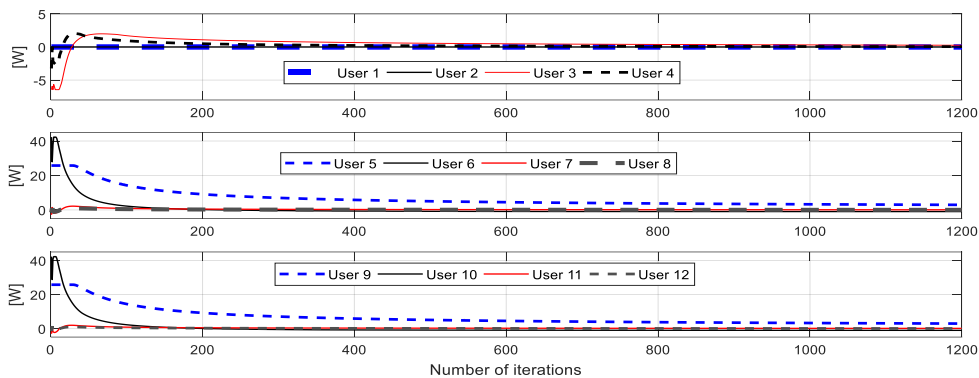 5
[W]
0
-5
User 1 User 2 User 3 User 4
0 200 400 600 800 1000 1200
40
[W]
20
0
User 5 User 6 User 7 User 8
0 200 400 600 800 1000 1200
40
[W]
20
0
User 9 User 10 User 11 User 12
0 200 400 600 800 1000 1200
Number of iterations